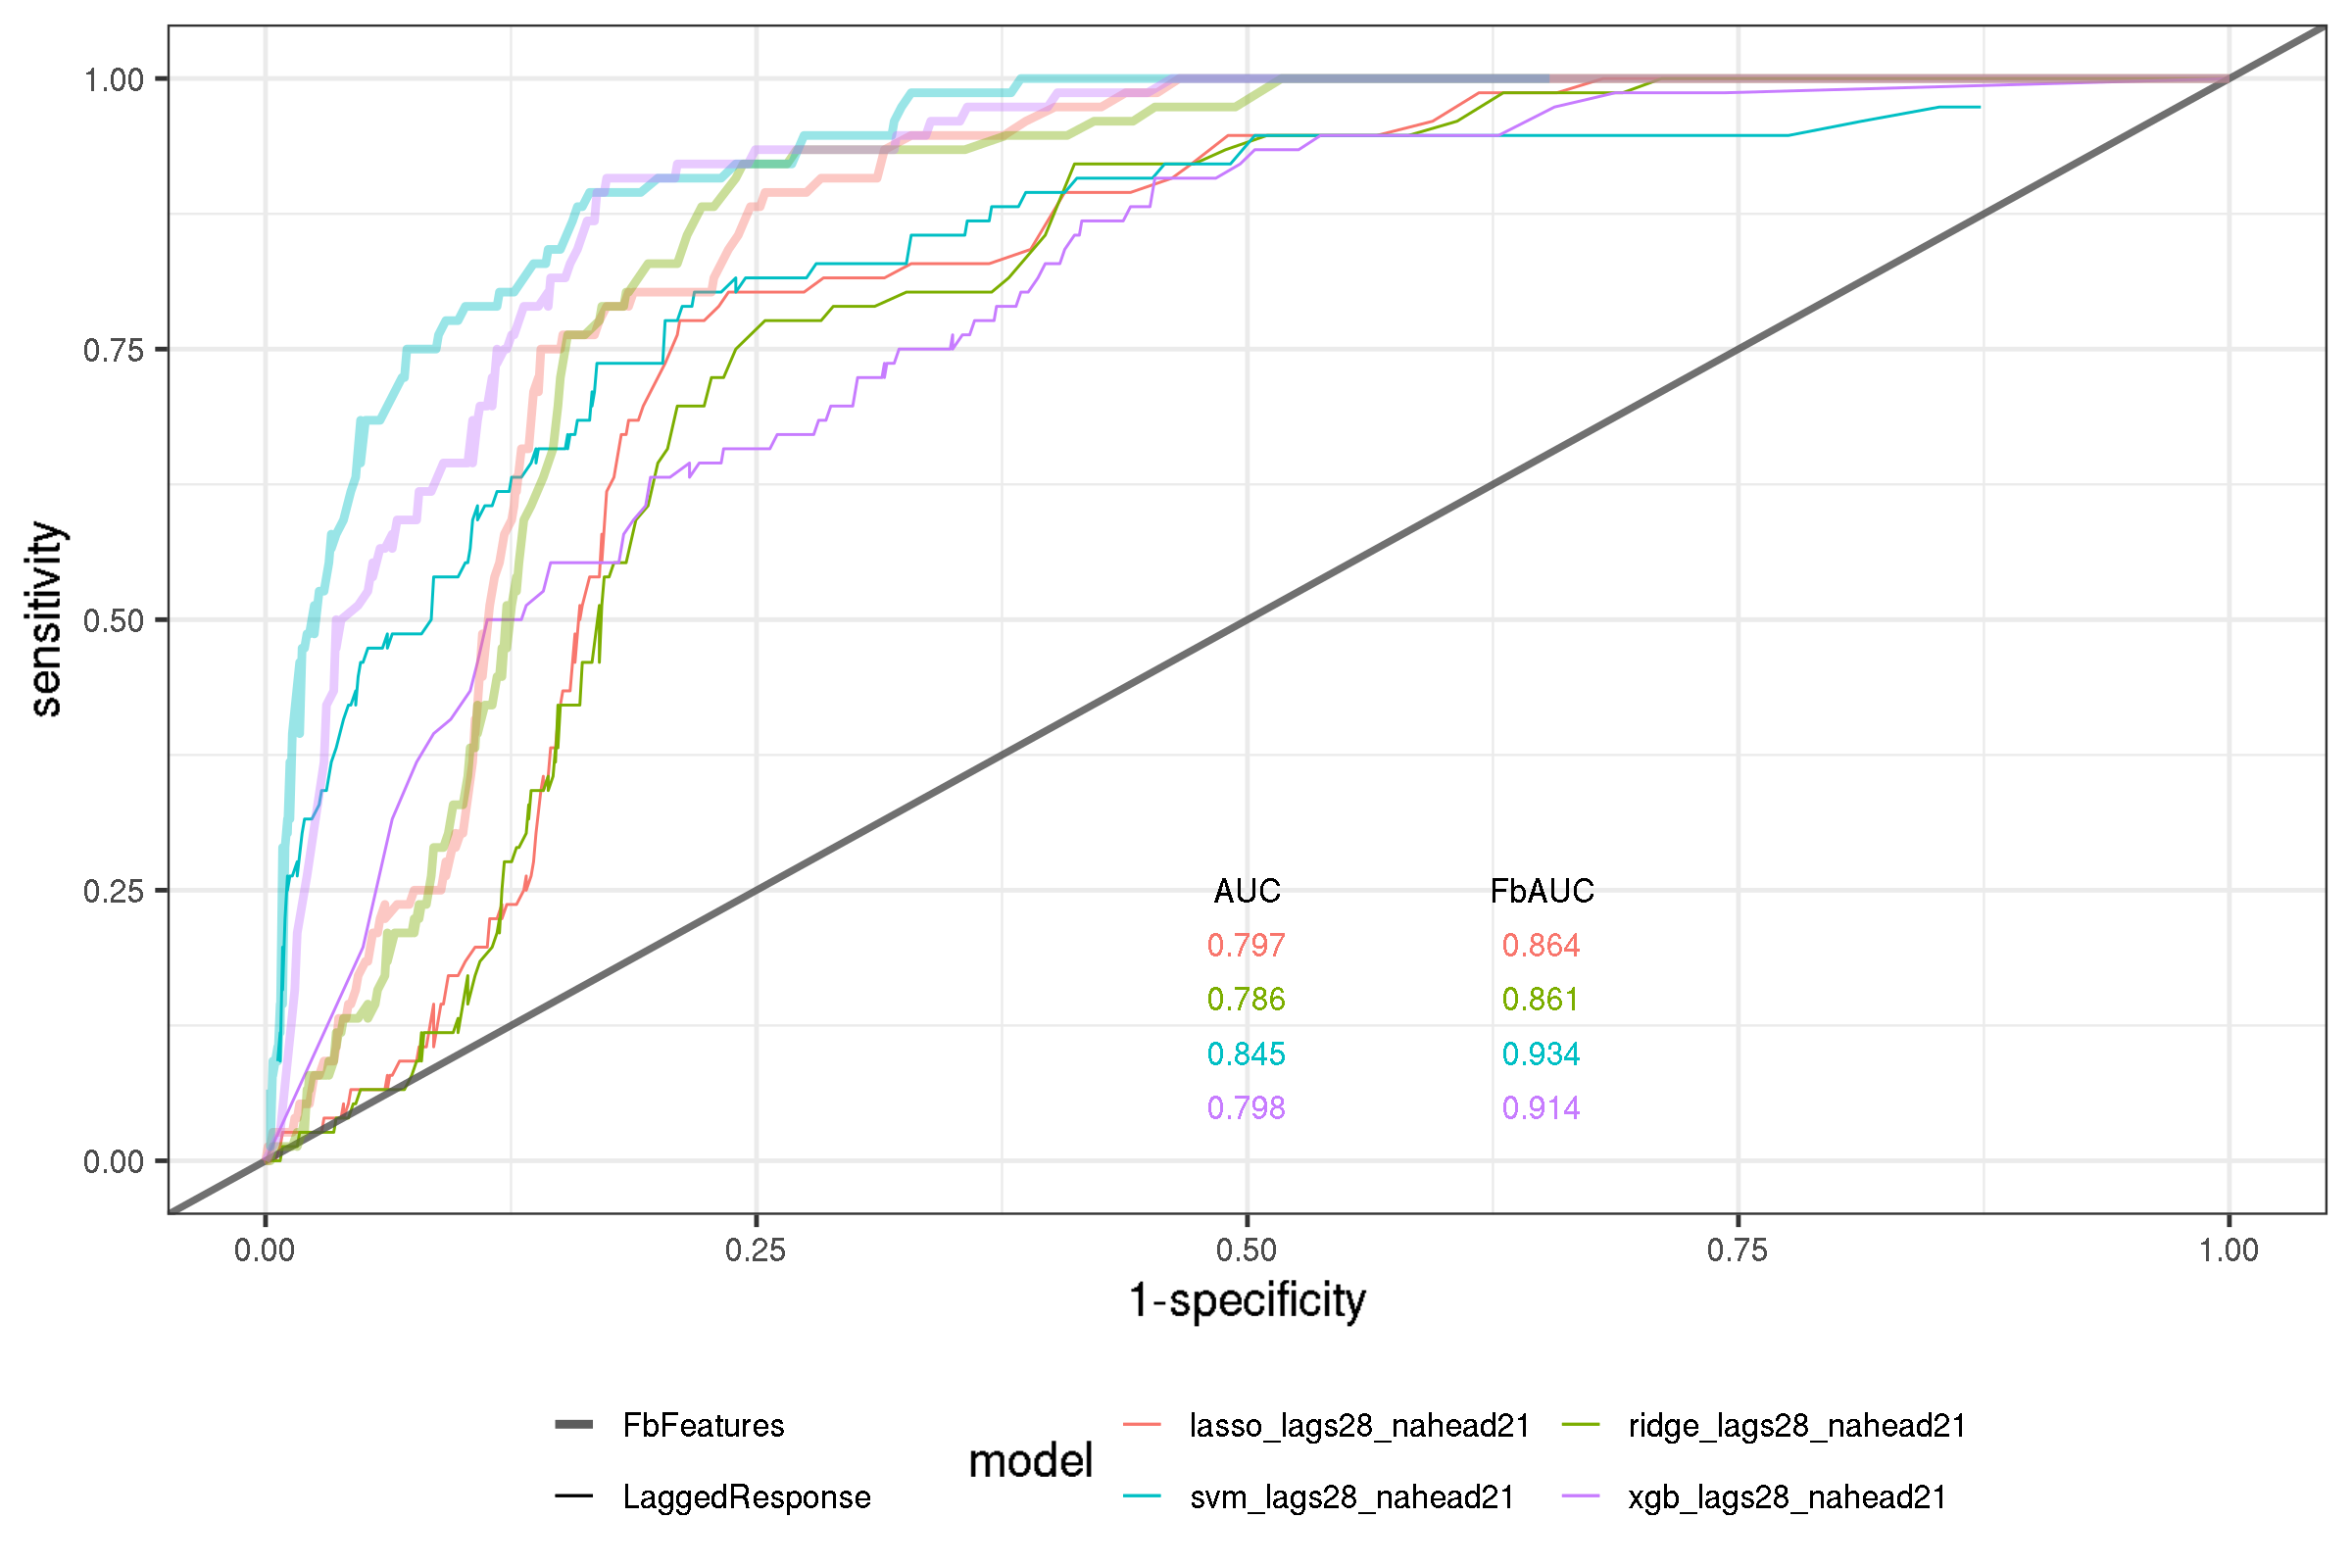 1.00
0.75
0.50
0.25
0.00
sensitivity
AUC FbAUC
0.797 0.864
0.786 0.861
0.845 0.934
0.798 0.914
0.00 0.25 0.50 0.75 1.00
1-specificity
FbFeatures
LaggedResponse
model
lasso_lags28_nahead21 ridge_lags28_nahead21
svm_lags28_nahead21 xgb_lags28_nahead21